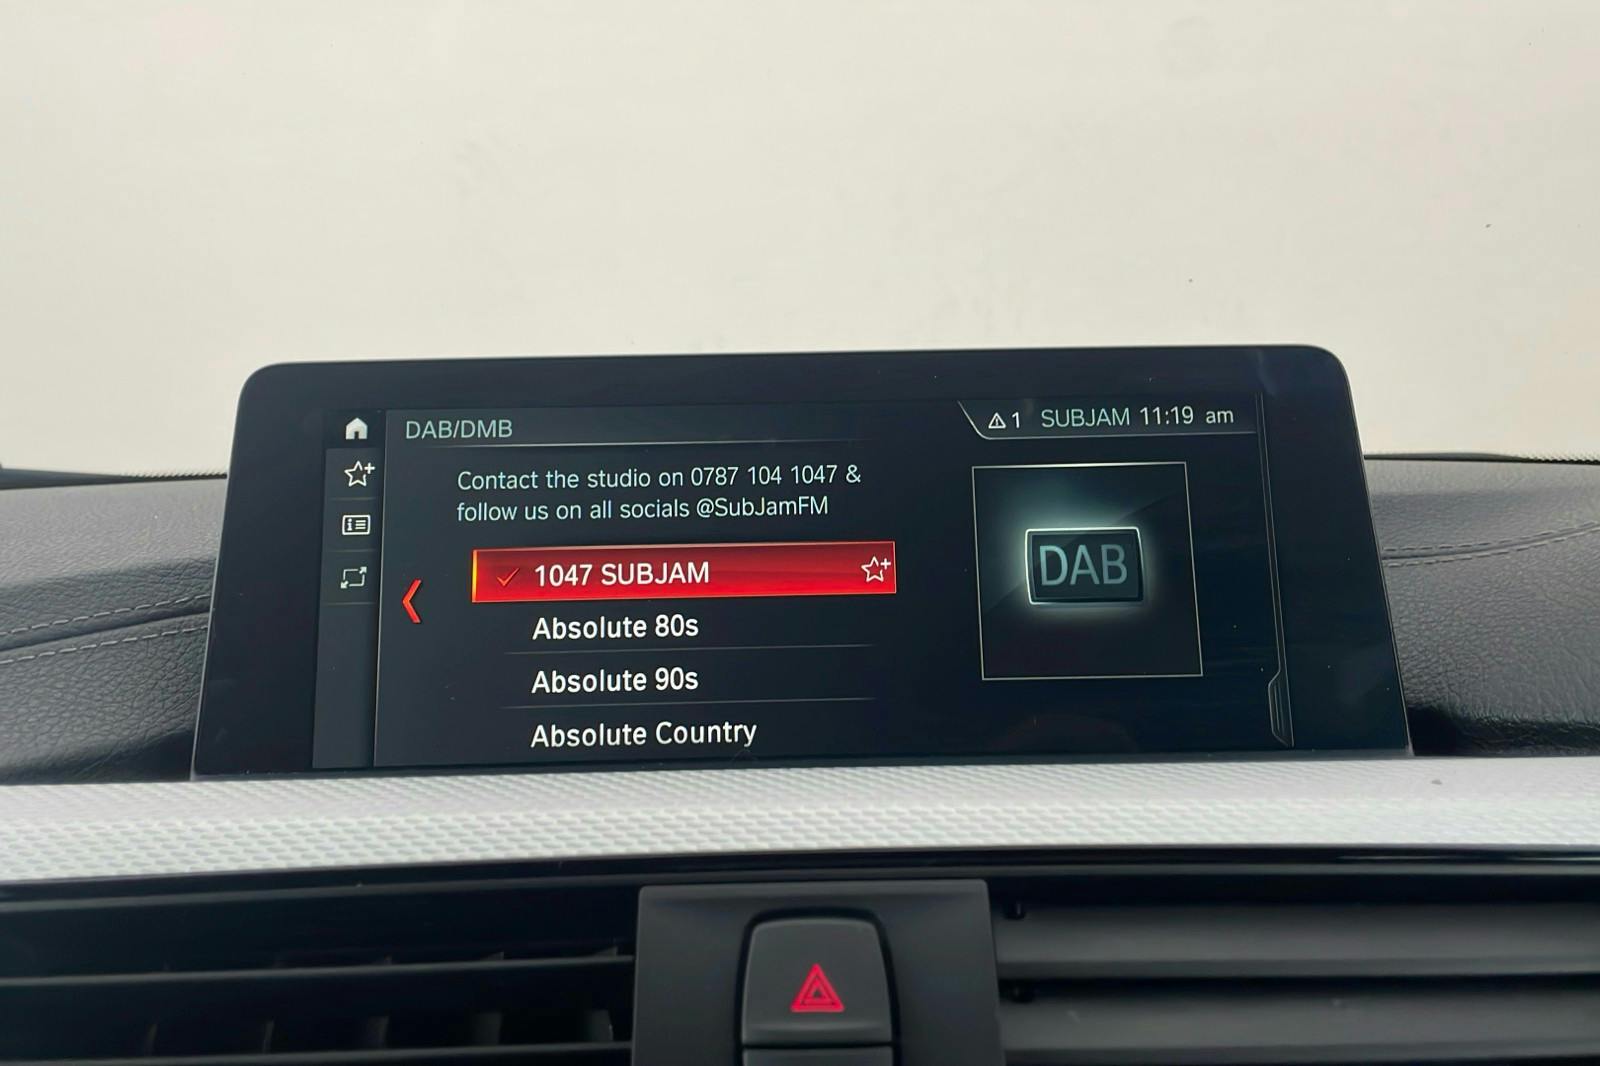 DAB/DMB
1 SUBJAM 11:19 am
Contact the studio on 0787 104 1047 &
follow us on all socials @SubJamFM
1047 SUBJAM
Absolute 80s
Absolute 90s
Absolute Country
DAB